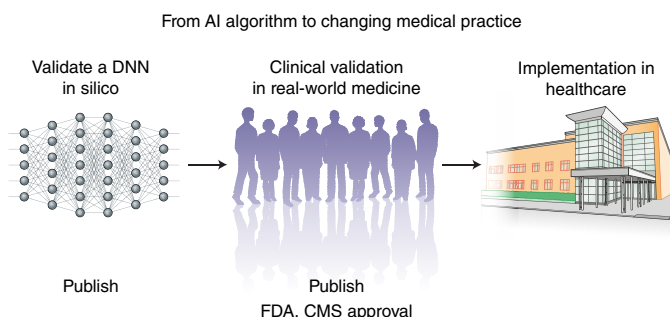 From AI algorithm to changing medical practice
Validate a DNN
in silico
Clinical validation
in real-world medicine
Implementation in
healthcare
Publish
Publish
FDA, CMS approval